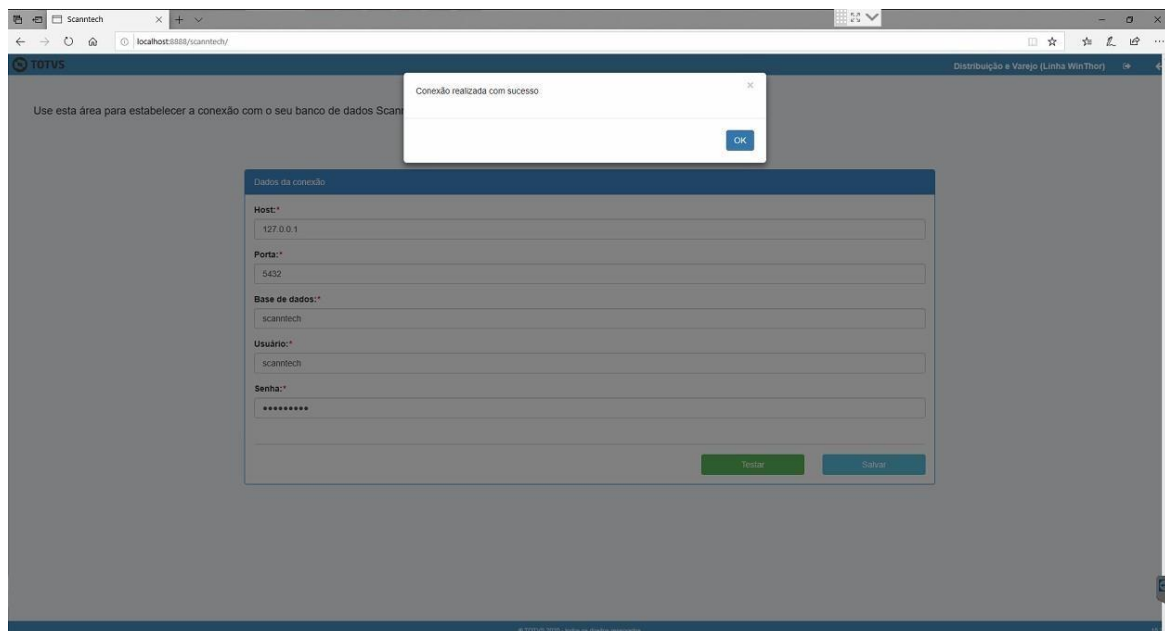 Scanntech
localhost:8888/scanntech/
TOTVS
Distribuição e Varejo (Linha WinThor)
Conexão realizada com sucesso
×
Use esta área para estabelecer a conexão com o seu banco de dados
OK
Dados da conexão
Host:*
127.0.0.1
Porta:*
5432
Base de dados:*
scanntech
Usuário:*
scanntech
Senha:*
•••••••••
Testar
Salvar